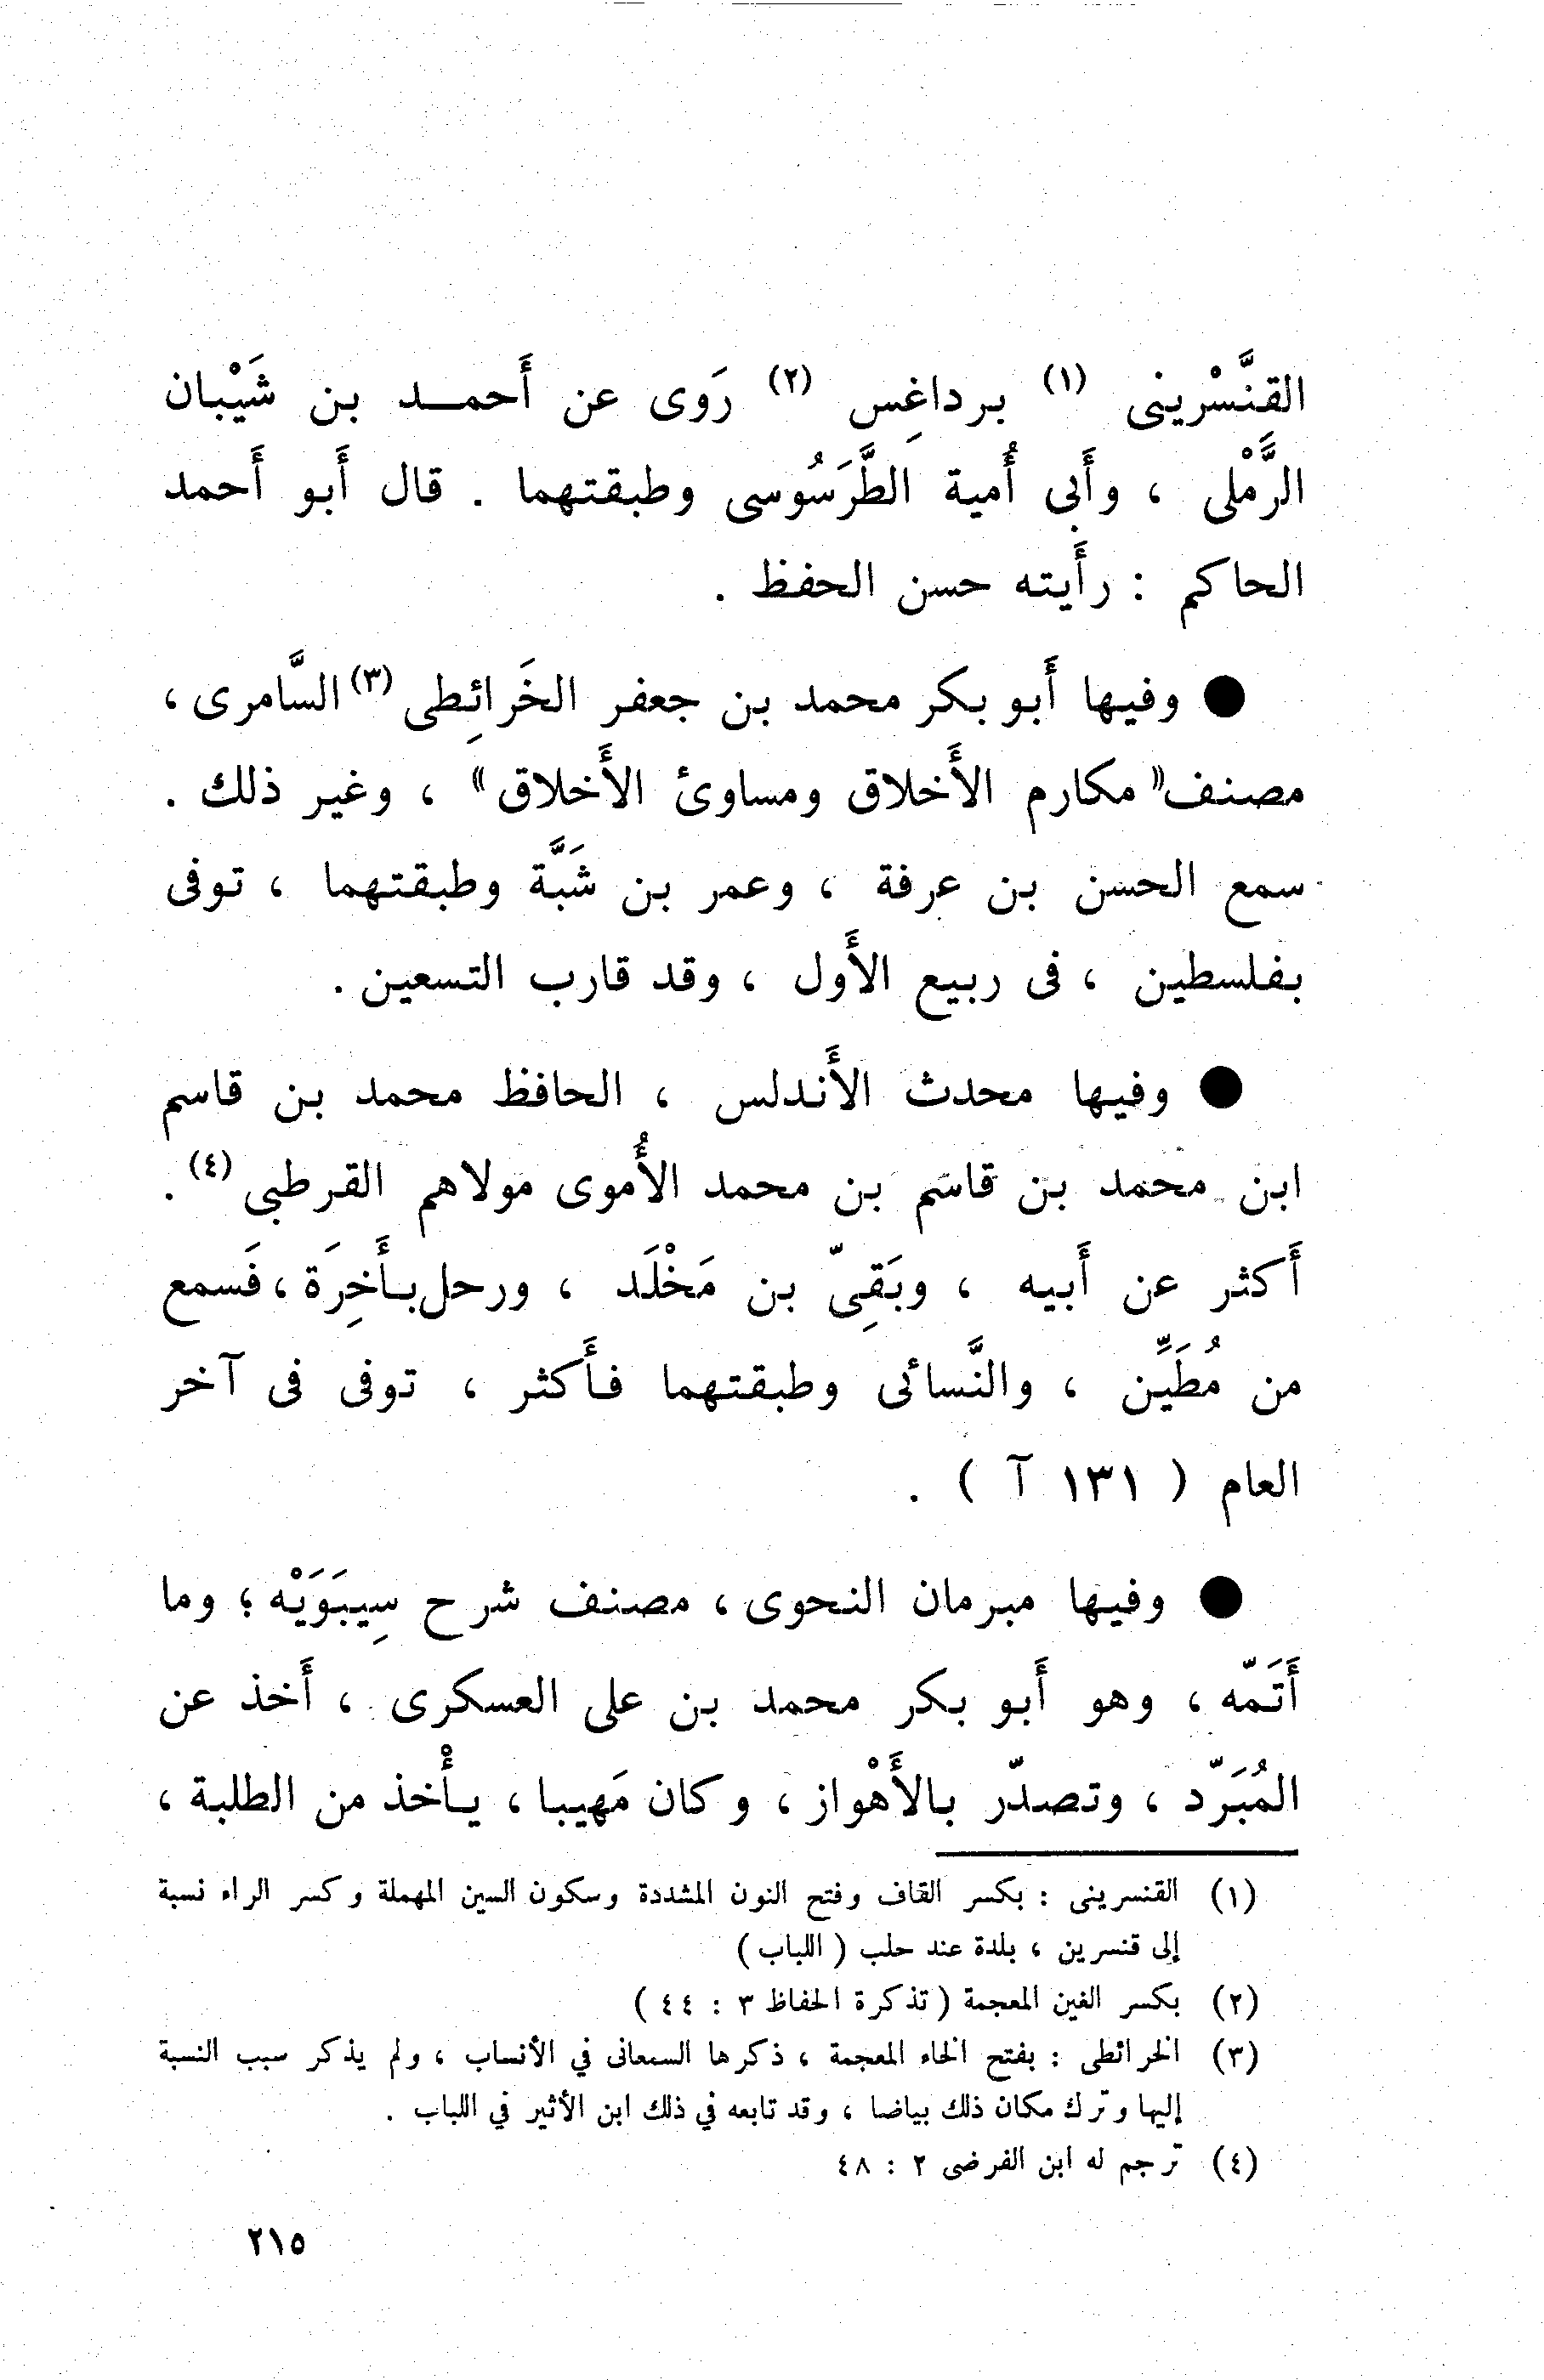 القنَّسْرينى (١) برداغِس (٢) رَوى عن أَحمـــد بن شَيْبان
الرَّمْلى ، وأَبى أُمية الطَّرَسُوسى وطبقتهما . قال أَبو أَحمد
الحاكم : رأَيته حسن الحفظ .
● وفيها أَبو بكر محمد بن جعفر الخَرائِطى (٣) السَّامرى ،
مصنف « مكارم الأَخلاق ومساوئ الأَخلاق » ، وغير ذلك .
سمع الحسن بن عرفة ، وعمر بن شَبَّة وطبقتهما ، توفى
بفلسطين ، فى ربيع الأَول ، وقد قارب التسعين .
● وفيها محدث الأَندلس ، الحافظ محمد بن قاسم
ابن محمد بن قاسم بن محمد الأُموى مولاهم القرطبى (٤) .
أَكثر عن أَبيه ، وبَقِىّ بن مَخْلَد ، ورحل بـأَخِرَة ، فَسمع
من مُطَيِّن ، والنَّسائى وطبقتهما فـأَكثر ، توفى فى آخر
العام ( ١٣١ آ ) .
● وفيها مبرمان النحوى ، مصنف شرح سِيبَوَيْه ؛ وما
أَتَمّه ، وهو أَبو بكر محمد بن على العسكرى ، أَخذ عن
المُبَرّد ، وتصدّر بالأَهْواز ، وكان مَهيبا ، يـأْخذ من الطلبة ،
(١) القنسرينى : بكسر القاف وفتح النون المشددة وسكون السين المهملة وكسر الراء نسبة
إلى قنسرين ، بلدة عند حلب ( اللباب )
(٢) بكسر الغين المعجمة ( تذكرة الحفاظ ٣ : ٤٤ )
(٣) الخرائطى : بفتح الخاء المعجمة ، ذكرها السمعانى في الأنساب ، ولم يذكر سبب النسبة
إليها وترك مكان ذلك بياضا ، وقد تابعه في ذلك ابن الأثير في اللباب .
(٤) ترجم له ابن الفرضى ٢ : ٤٨
٢١٥